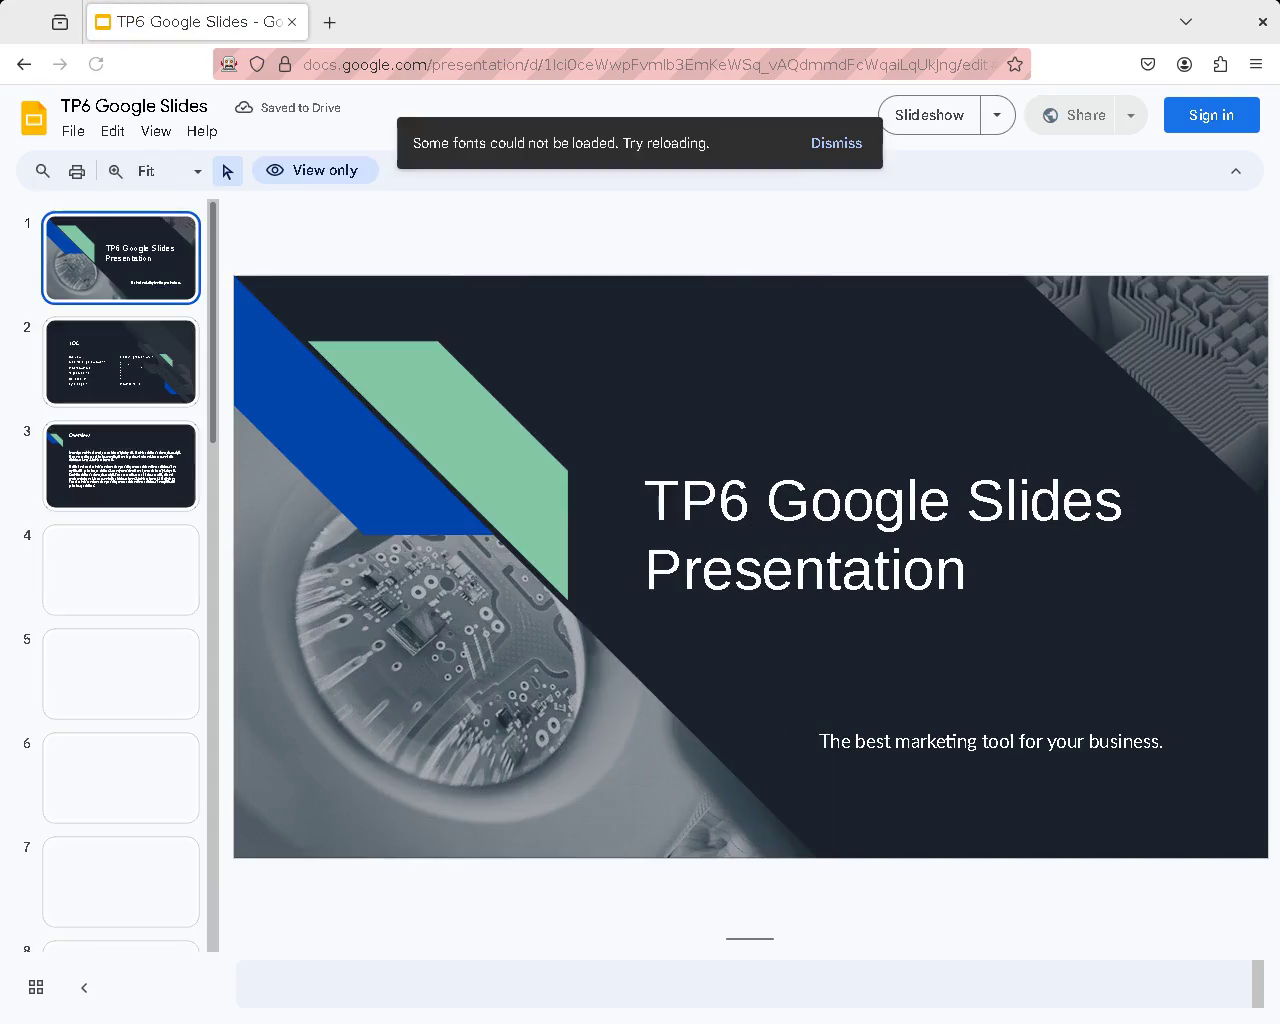 TP6 Google Slides - Go
docs.google.com/presentation/d/1Ici0ceWwpFvmlb3EmKeWSq_vAQdmmdFcWqaiLqUkJng/edit
TP6 Google Slides
Saved to Drive
File Edit View Help
Slideshow
Share
Sign in
Some fonts could not be loaded. Try reloading.
Dismiss
Fit
View only
1
TP6 Google Slides
Presentation
2
3
Overview
4
5
6
7
8
TP6 Google Slides
Presentation
The best marketing tool for your business.